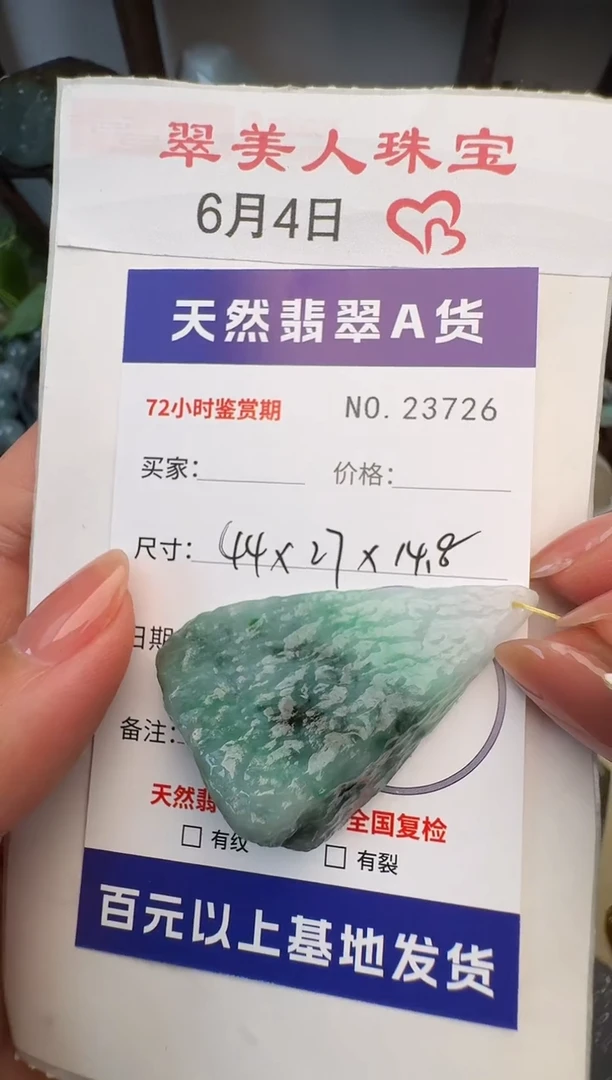 翠美人珠宝
6月4日
天然翡翠A货
72小时鉴赏期 NO. 23726
买家: 价格:
尺寸: 44x27x14.8
日期
备注:
天然翡 全国复检
□ 有纹 □ 有裂
百元以上基地发货